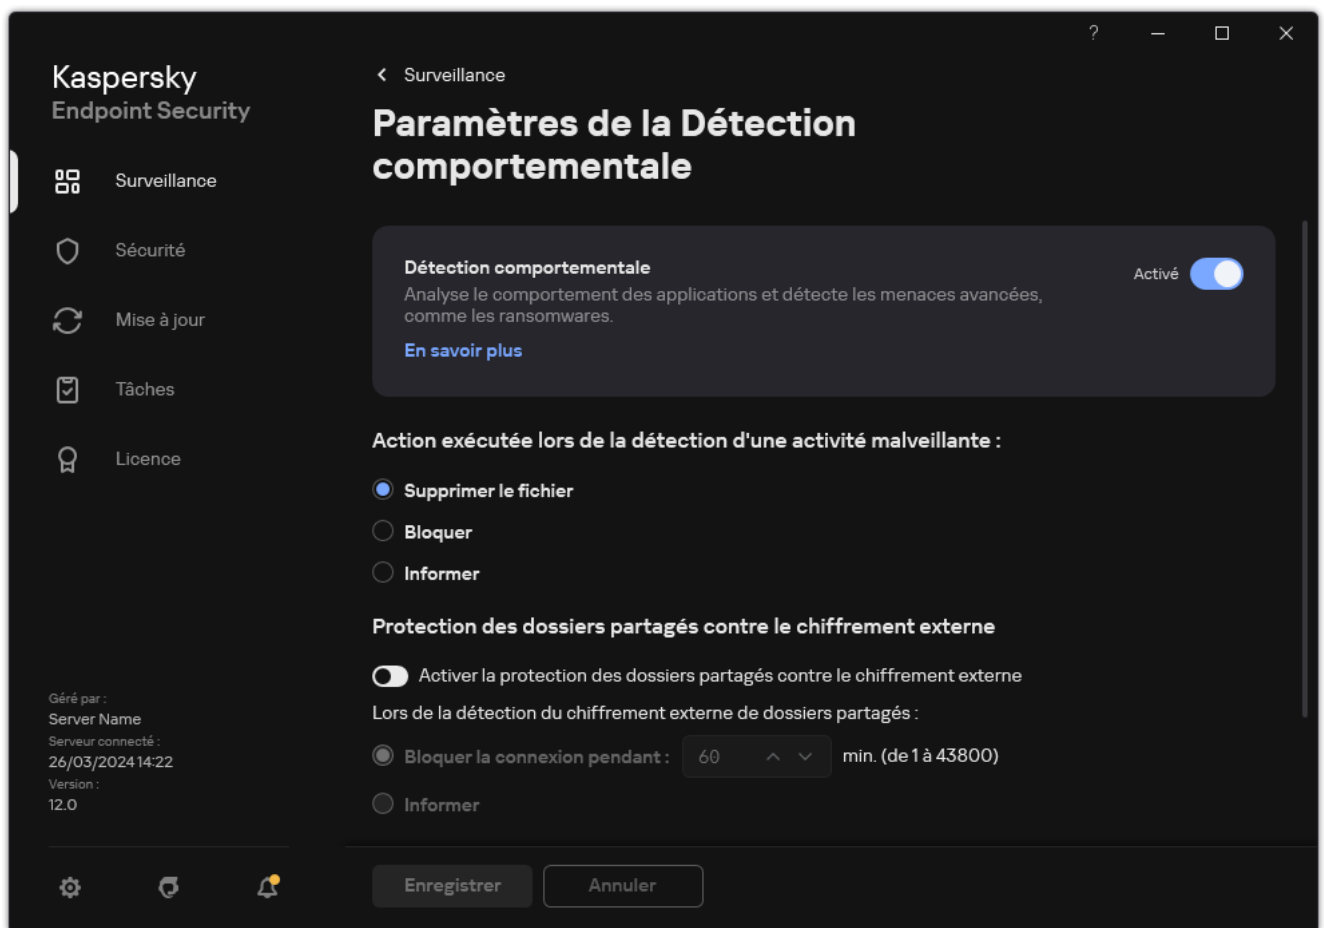 ?
Kaspersky
Endpoint Security
Surveillance
Sécurité
Mise à jour
Tâches
Licence
Géré par :
Server Name
Serveur connecté :
26/03/2024 14:22
Version :
12.0
Surveillance
Paramètres de la Détection
comportementale
Détection comportementale
Analyse le comportement des applications et détecte les menaces avancées,
comme les ransomwares.
En savoir plus
Activé
Action exécutée lors de la détection d'une activité malveillante :
Supprimer le fichier
Bloquer
Informer
Protection des dossiers partagés contre le chiffrement externe
Activer la protection des dossiers partagés contre le chiffrement externe
Lors de la détection du chiffrement externe de dossiers partagés :
Bloquer la connexion pendant : 60 min. (de 1 à 43800)
Informer
Enregistrer
Annuler